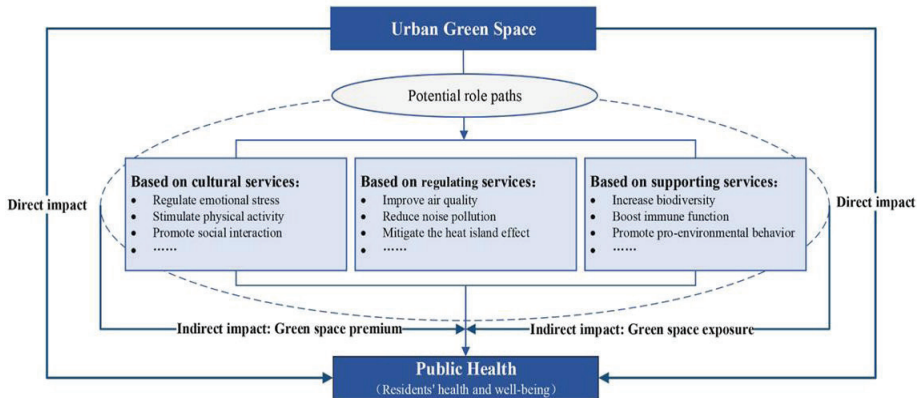 Urban Green Space
Potential role paths
Based on cultural services:
• Regulate emotional stress
• Stimulate physical activity
• Promote social interaction
• ......
Based on regulating services:
• Improve air quality
• Reduce noise pollution
• Mitigate the heat island effect
• ......
Based on supporting services:
• Increase biodiversity
• Boost immune function
• Promote pro-environmental behavior
• ......
Direct impact
Direct impact
Indirect impact: Green space premium
Indirect impact: Green space exposure
Public Health
(Residents' health and well-being)